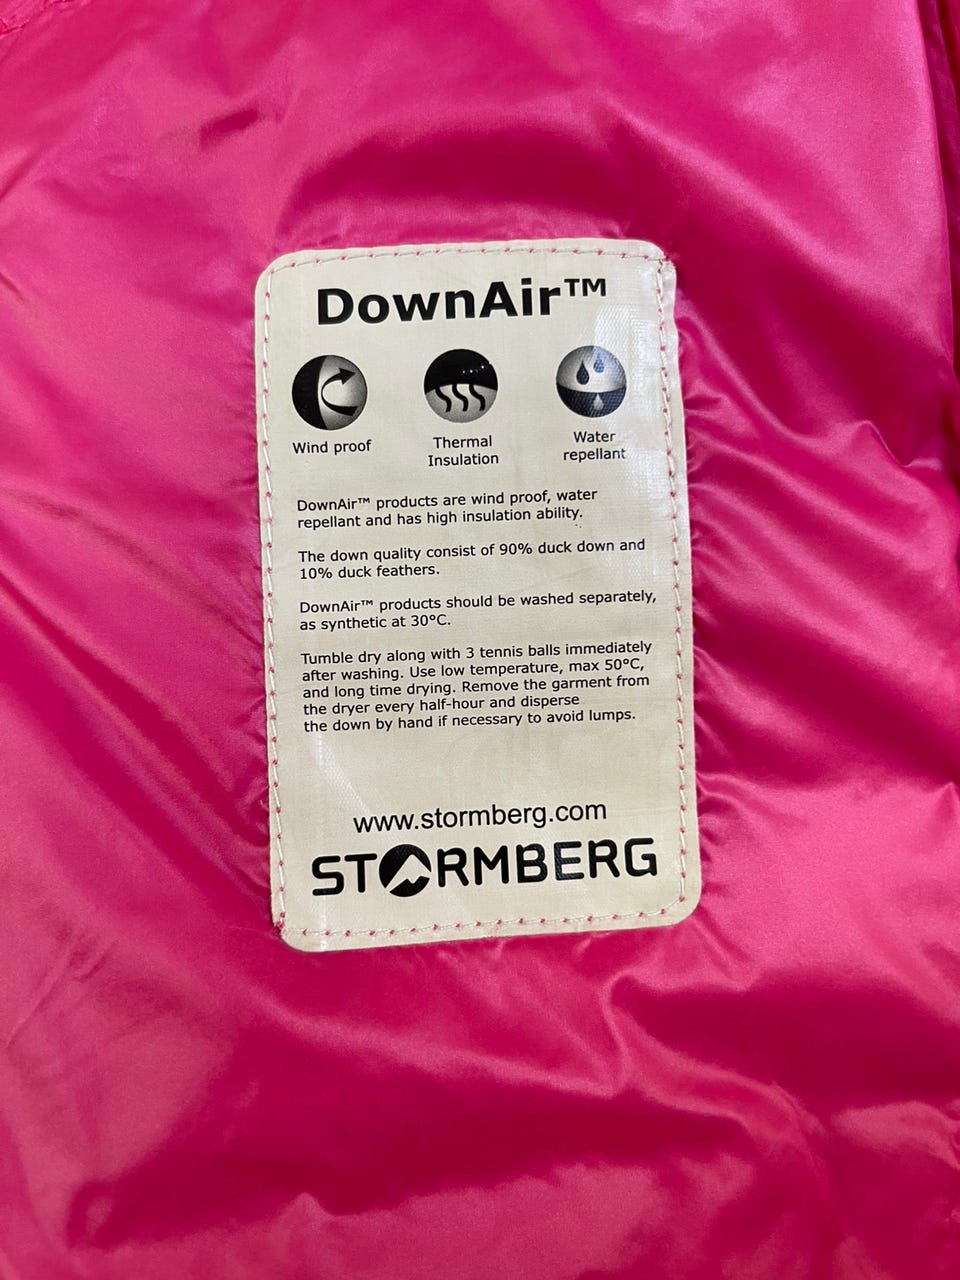 DownAir™
Wind proof
Thermal
Insulation
Water
repellant
DownAir™ products are wind proof, water
repellant and has high insulation ability.
The down quality consist of 90% duck down and
10% duck feathers.
DownAir™ products should be washed separately,
as synthetic at 30°C.
Tumble dry along with 3 tennis balls immediately
after washing. Use low temperature, max 50°C,
and long time drying. Remove the garment from
the dryer every half-hour and disperse
the down by hand if necessary to avoid lumps.
www.stormberg.com
STORMBERG